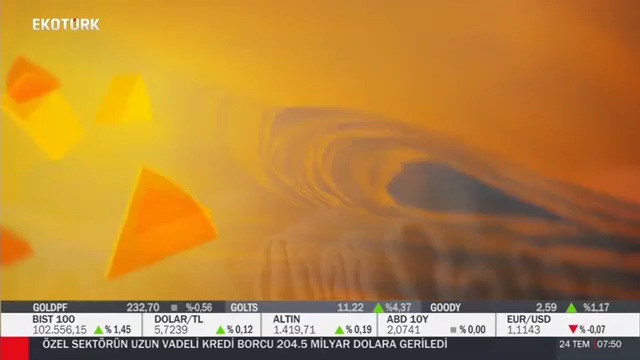 EKOTÜRK
GOLDPF 232,70 %-0,56 GOLTS 11,22 %4,37 GOODY 2,59 %1,17
BIST 100 DOLAR/TL ALTIN ABD 10Y EUR/USD
102.556,15 % 1,45 5,7239 % 0,12 1.419,71 % 0,19 2,0741 % 0,00 1,1143 % -0,07
ÖZEL SEKTÖRÜN UZUN VADELİ KREDİ BORCU 204.5 MİLYAR DOLARA GERİLEDİ 24 TEM 07:50